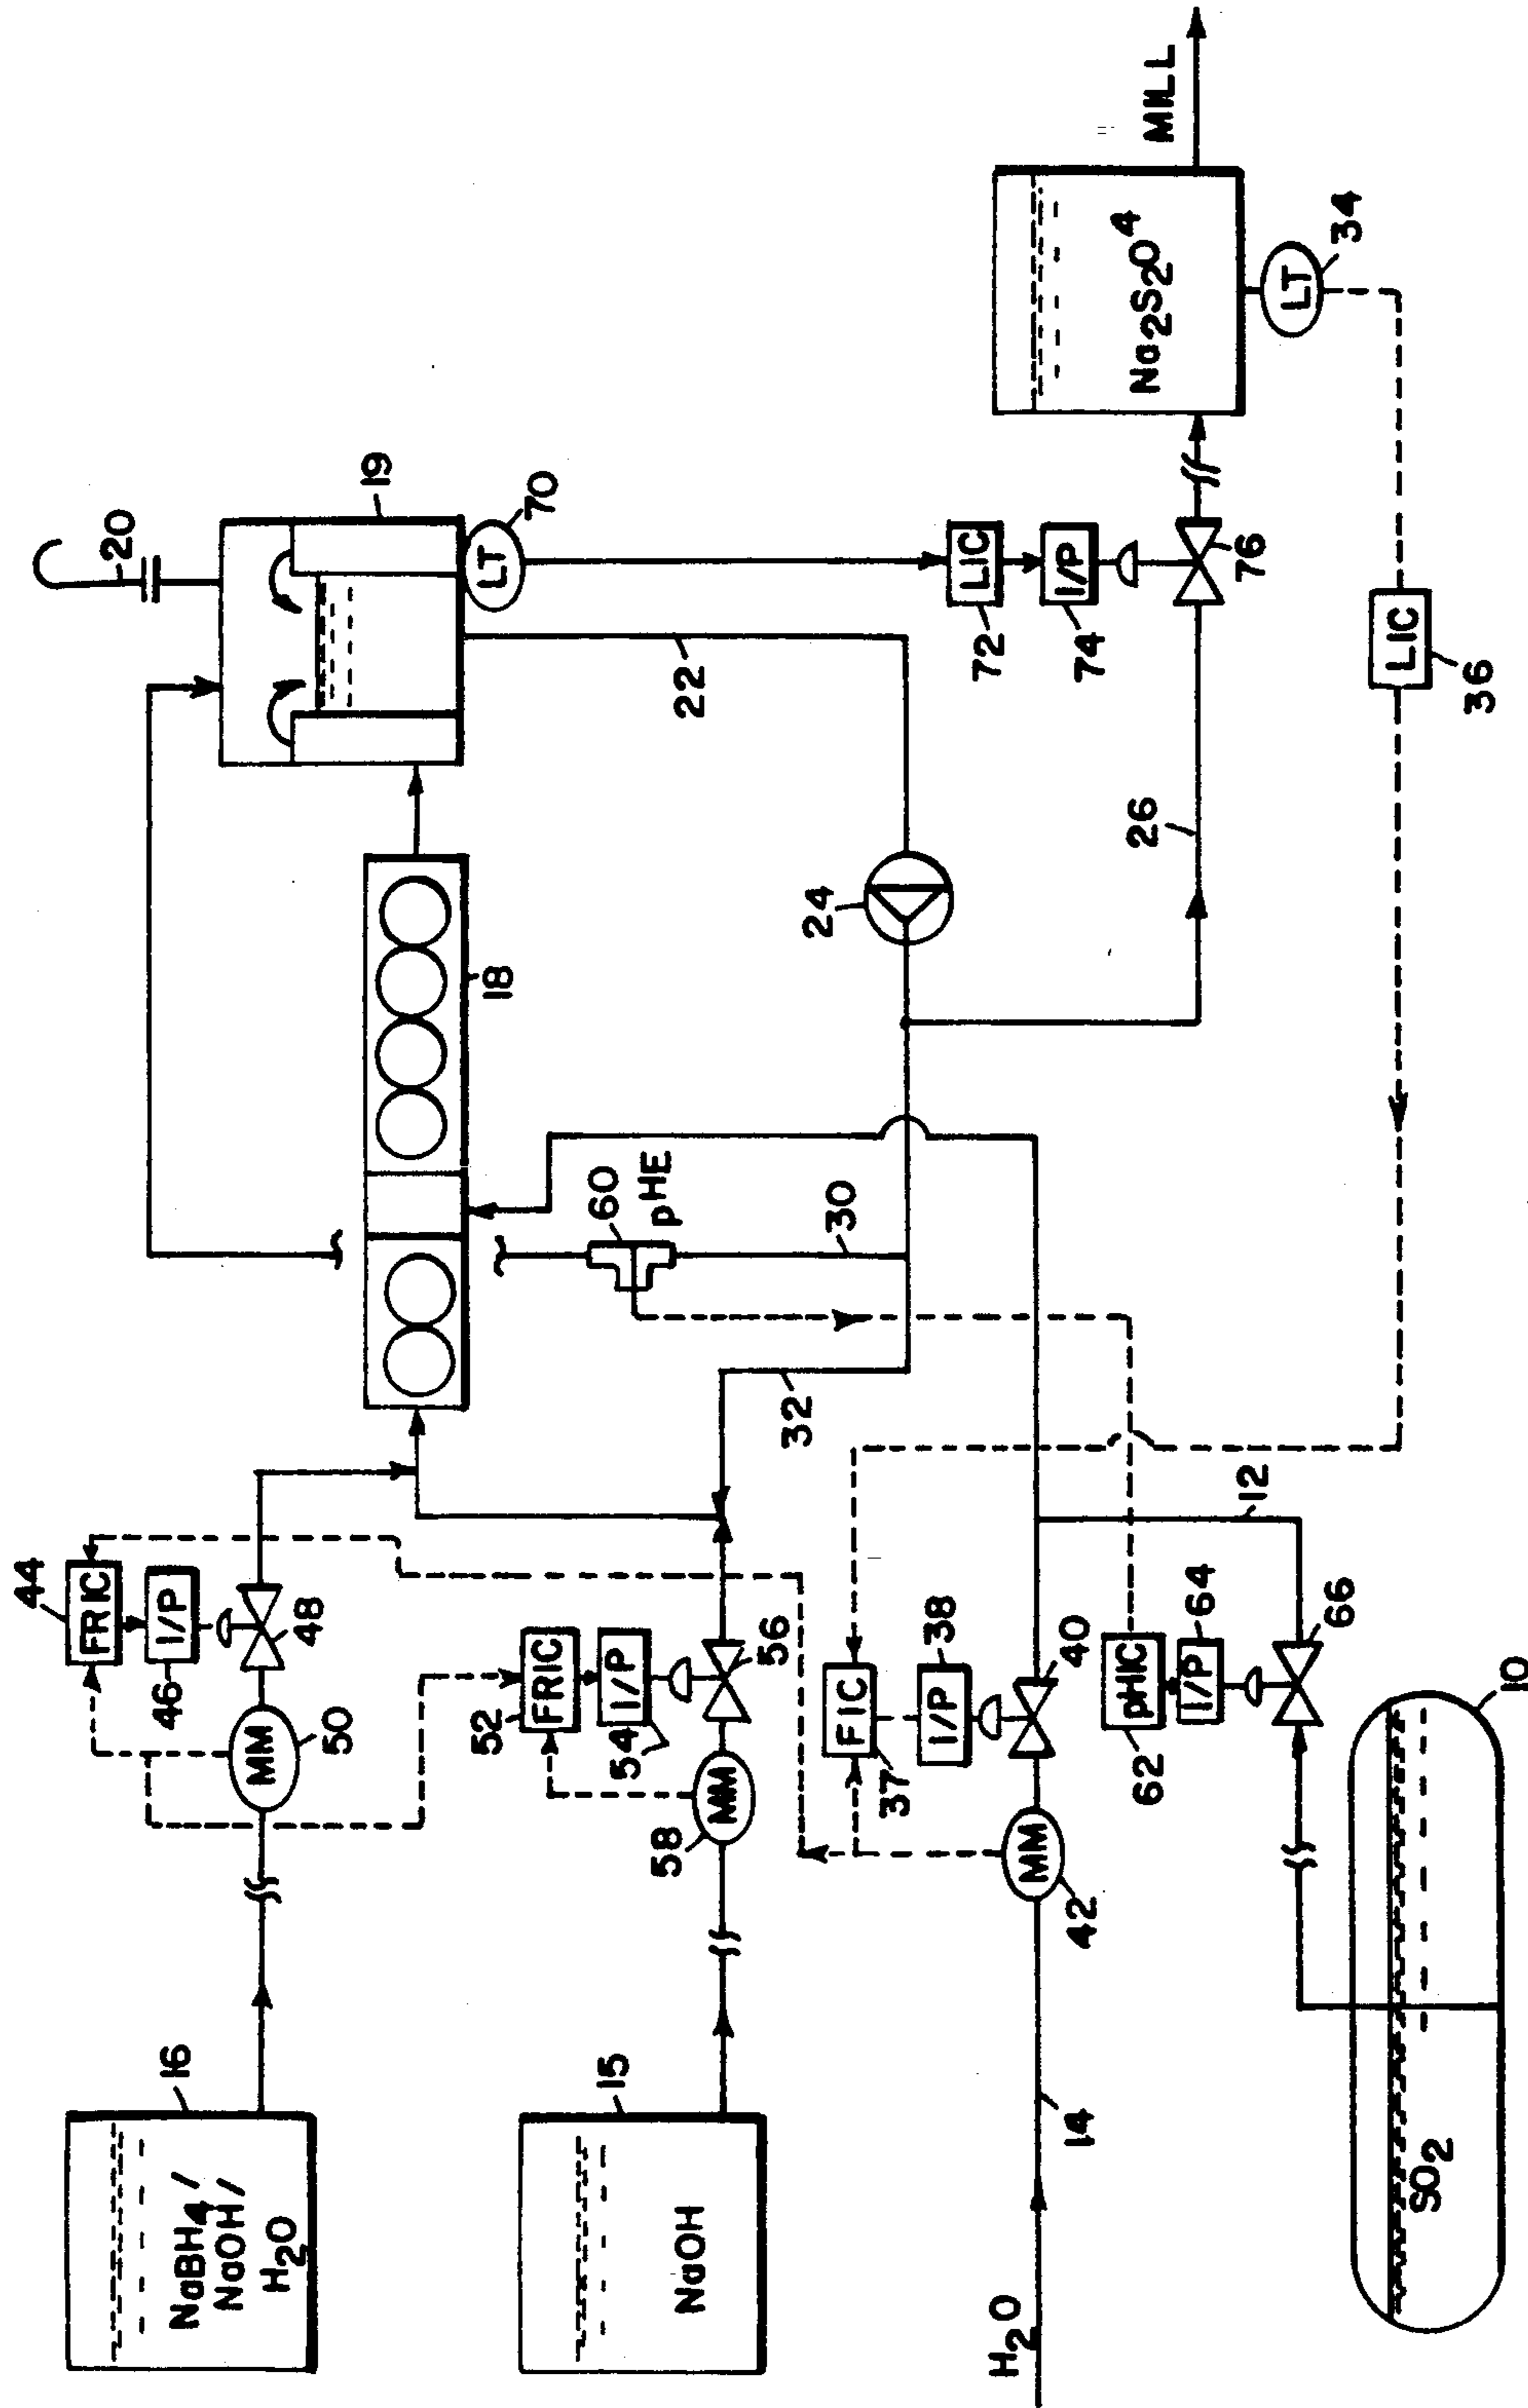 NaBH4 /
NaOH /
H2O
16
44
FRIC
I/P
46
48
MM
50
20
19
LT
70
18
NaOH
15
52
FRIC
I/P
54
56
MM
58
60
pHE
30
32
22
24
26
LIC
72
I/P
74
76
Na2S2O4
MILL
LT
34
LIC
36
H2O
14
MM
42
FIC
37
I/P
38
40
pHIC
62
I/P
64
66
12
SO2
10